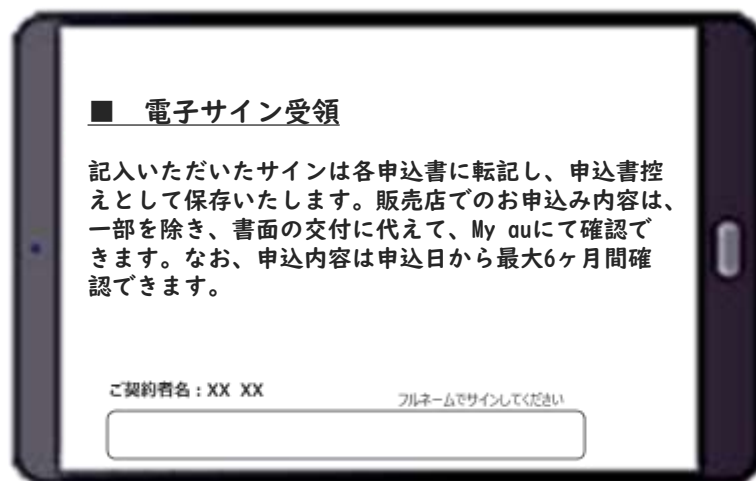 ■　電子サイン受領
記入いただいたサインは各申込書に転記し、申込書控
えとして保存いたします。販売店でのお申込み内容は、
一部を除き、書面の交付に代えて、My auにて確認で
きます。なお、申込内容は申込日から最大6ヶ月間確
認できます。
ご契約者名：XX XX
フルネームでサインしてください